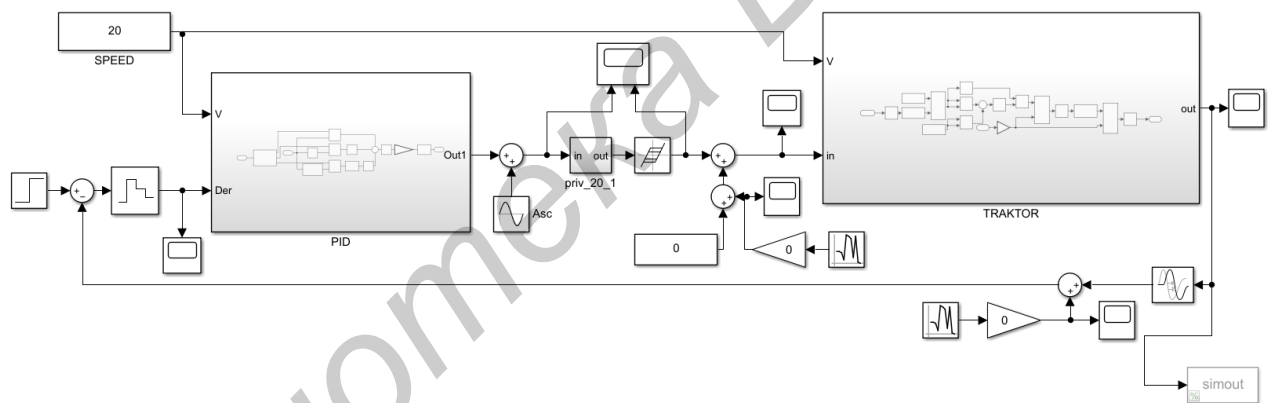 20
SPEED
V
V
out
Out1
in
out
in
priv_20_1
Der
Asc
TRAKTOR
PID
0
0
0
simout